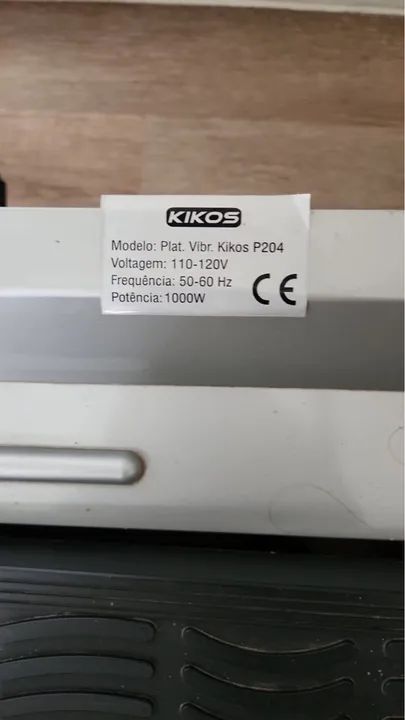 KIKOS
Modelo: Plat. Vibr. Kikos P204
Voltagem: 110-120V
Frequência: 50-60 Hz
Potência: 1000W
CE